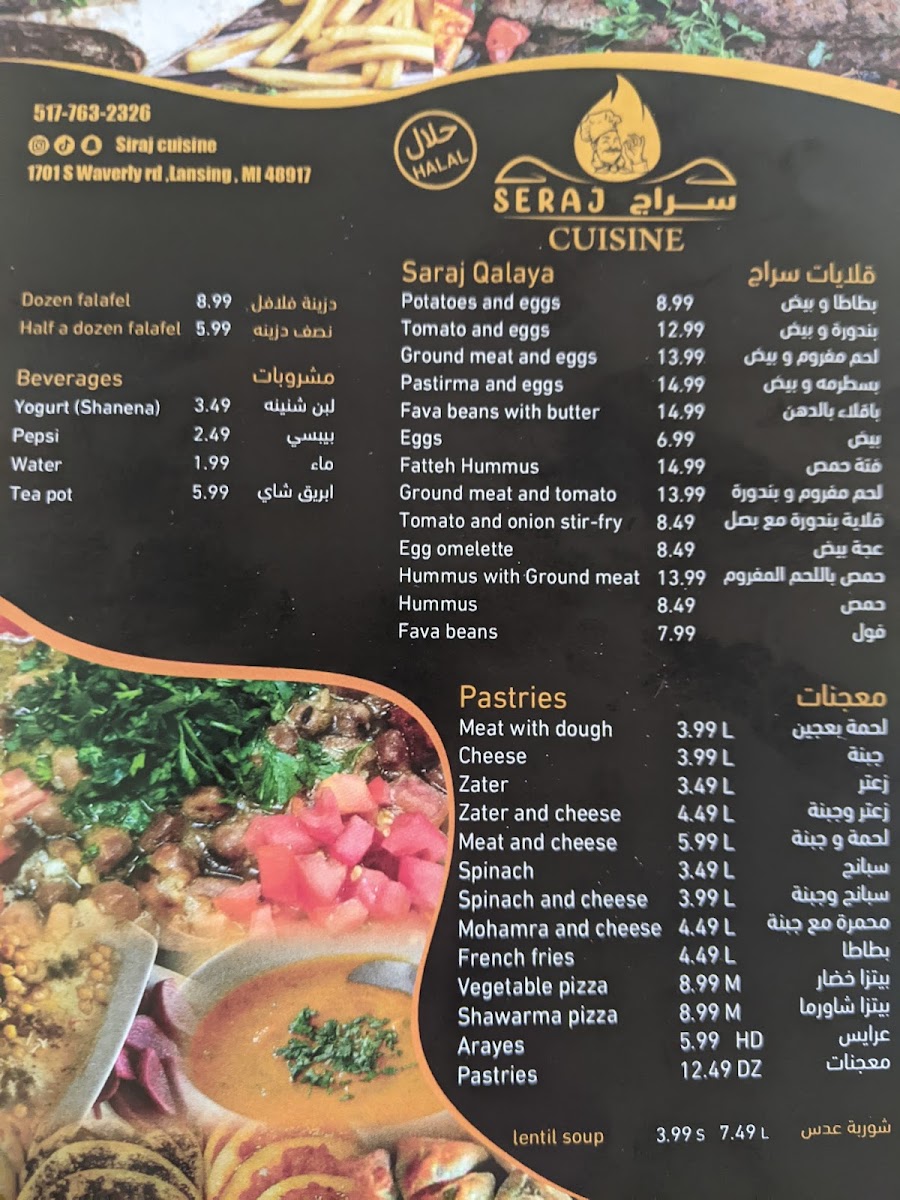 517-763-2326
Siraj cuisine
1701 S Waverly rd ,Lansing , MI 48917
حلال
HALAL
SERAJ سراج
CUISINE
Dozen falafel 8.99 دزينة فلافل
Half a dozen falafel 5.99 نصف دزينه
Beverages مشروبات
Yogurt (Shanena) 3.49 لبن شنينه
Pepsi 2.49 بيبسي
Water 1.99 ماء
Tea pot 5.99 ابريق شاي
Saraj Qalaya قلايات سراج
Potatoes and eggs 8.99 بطاطا و بيض
Tomato and eggs 12.99 بندورة و بيض
Ground meat and eggs 13.99 لحم مفروم و بيض
Pastirma and eggs 14.99 بسطرمه و بيض
Fava beans with butter 14.99 باقلاء بالدهن
Eggs 6.99 بيض
Fatteh Hummus 14.99 فتة حمص
Ground meat and tomato 13.99 لحم مفروم و بندورة
Tomato and onion stir-fry 8.49 قلاية بندورة مع بصل
Egg omelette 8.49 عجة بيض
Hummus with Ground meat 13.99 حمص باللحم المفروم
Hummus 8.49 حمص
Fava beans 7.99 فول
Pastries معجنات
Meat with dough 3.99 L لحمة بعجين
Cheese 3.99 L جبنة
Zater 3.49 L زعتر
Zater and cheese 4.49 L زعتر وجبنة
Meat and cheese 5.99 L لحمة و جبنة
Spinach 3.49 L سبانح
Spinach and cheese 3.99 L سبانح وجبنة
Mohamra and cheese 4.49 L محمرة مع جبنة
French fries 4.49 L بطاطا
Vegetable pizza 8.99 M بيتزا خضار
Shawarma pizza 8.99 M بيتزا شاورما
Arayes 5.99 HD عرايس
Pastries 12.49 DZ معجنات
lentil soup 3.99 S 7.49 L شوربة عدس